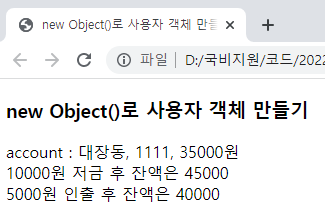 new Object()로 사용자 객체 만들
파일 D:/국비지원/코드/2022
new Object()로 사용자 객체 만들기
account : 대장동, 1111, 35000원
10000원 저금 후 잔액은 45000
5000원 인출 후 잔액은 40000